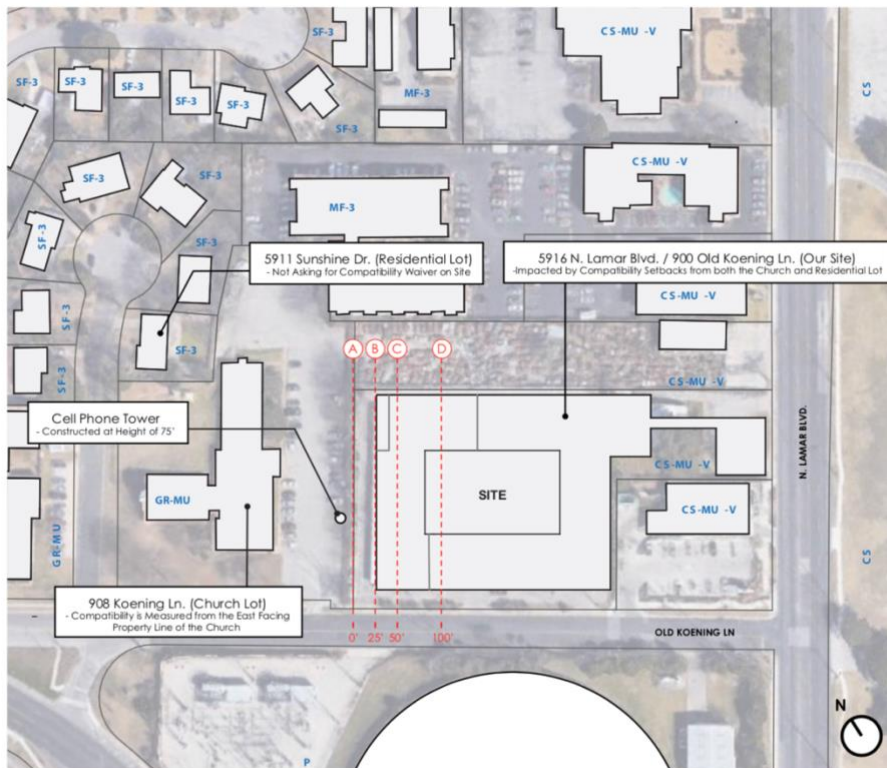 SF-3
CS-MU -V
SF-3
SF-3
SF-3
SF-3
SF-3
MF-3
CS
SF-3
CS-MU -V
SF-3
SF-3
MF-3
SF-3
SF-3
5911 Sunshine Dr. (Residential Lot)
- Not Asking for Compatibility Waiver on Site
5916 N. Lamar Blvd. / 900 Old Koening Ln. (Our Site)
-Impacted by Compatibility Setbacks from both the Church and Residential Lot
CS-MU -V
SF-3
SF-3
A
B
C
D
SF-3
CS-MU -V
Cell Phone Tower
- Constructed at Height of 75'
N. LAMAR BLVD.
CS-MU -V
SITE
GR-MU
CS-MU -V
GR-MU
CS
908 Koening Ln. (Church Lot)
- Compatibility is Measured from the East Facing
Property Line of the Church
0'
25'
50'
100'
OLD KOENING LN
N
P